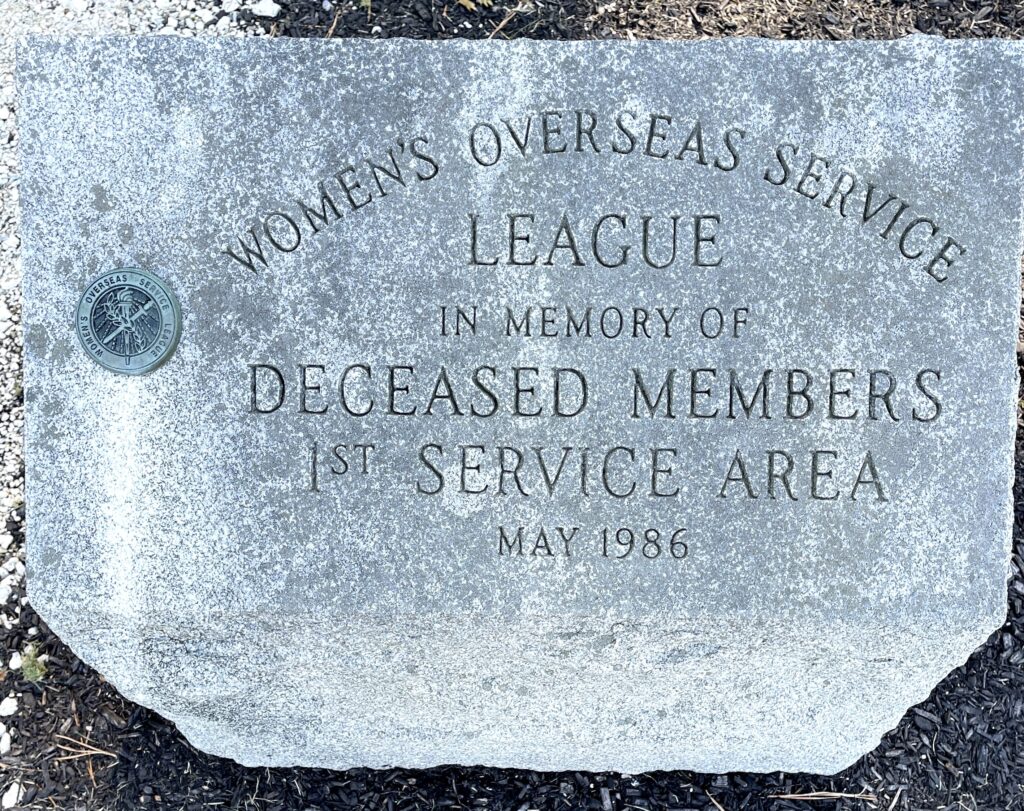 WOMEN'S OVERSEAS SERVICE
LEAGUE
IN MEMORY OF
DECEASED MEMBERS
1ST SERVICE AREA
MAY 1986
WOMEN'S OVERSEAS SERVICE LEAGUE